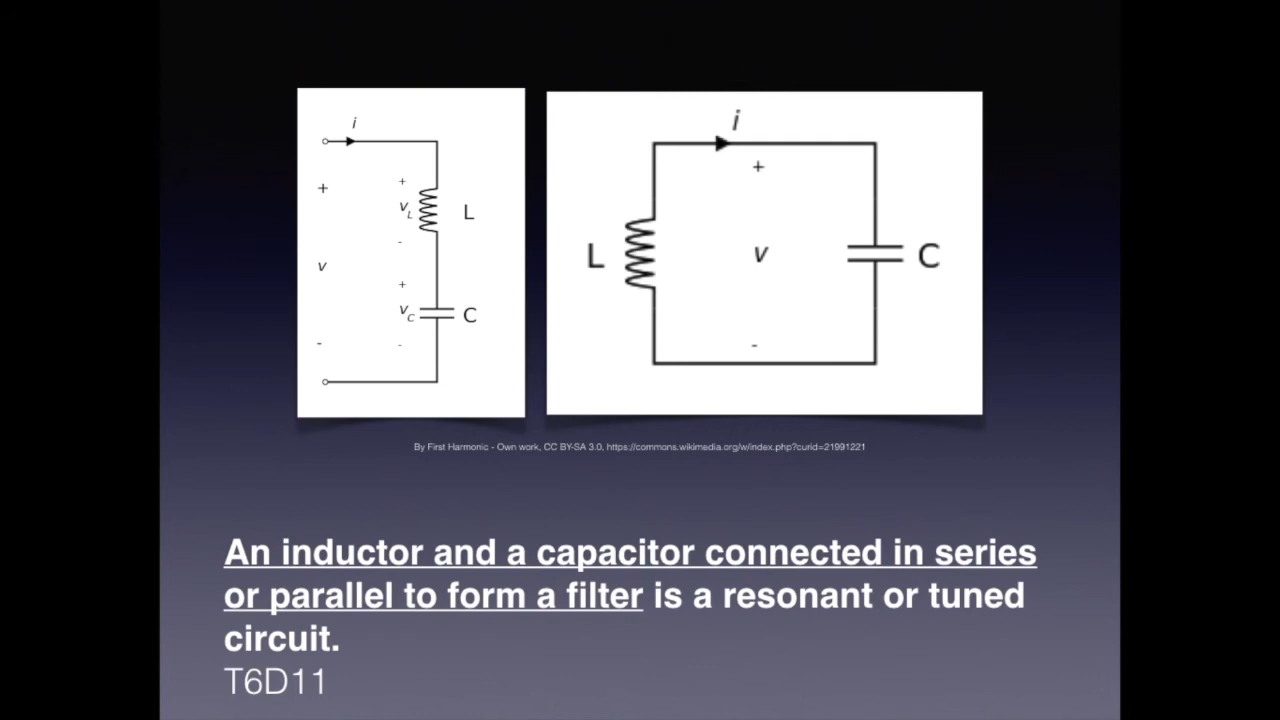 i
+
+
v
L
L
-
v
+
v
C
C
-
-
i
+
L
v
C
-
By First Harmonic - Own work, CC BY-SA 3.0, https://commons.wikimedia.org/w/index.php?curid=21991221
An inductor and a capacitor connected in series
or parallel to form a filter is a resonant or tuned
circuit.
T6D11